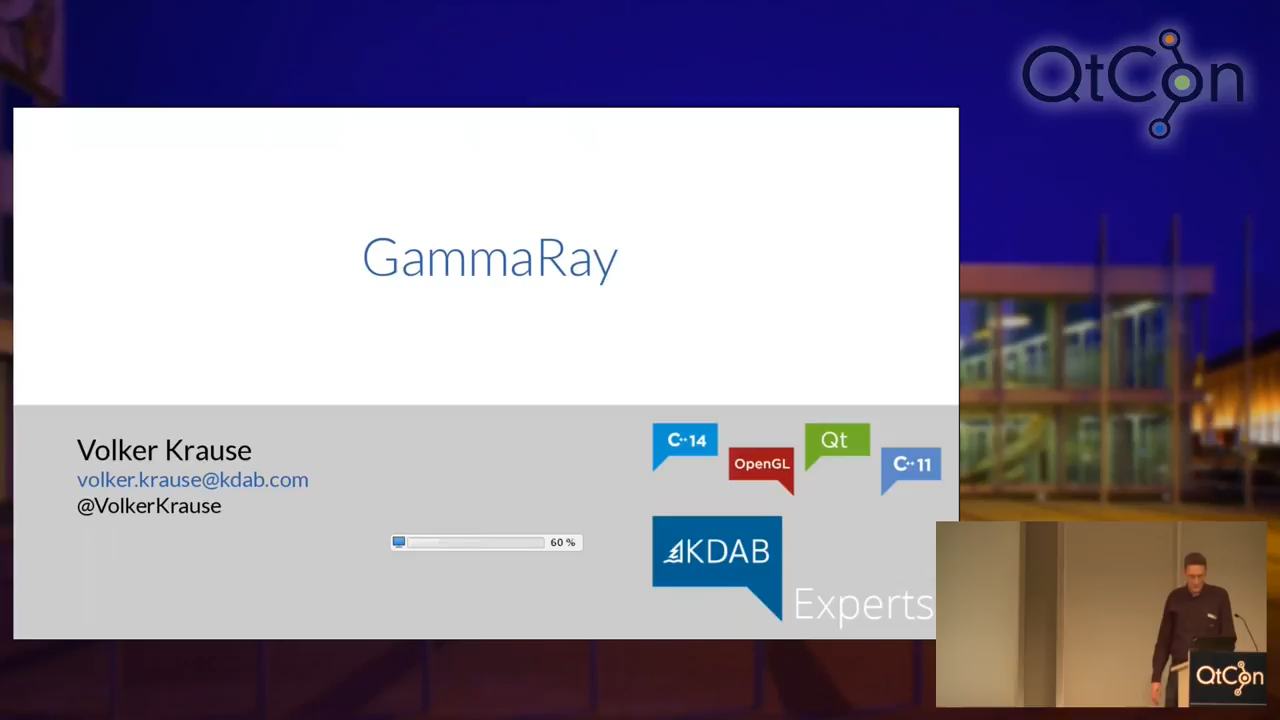 QtCon
GammaRay
Volker Krause
volker.krause@kdab.com
@VolkerKrause
60 %
C++14
OpenGL
Qt
C++11
KDAB
Experts
QtCon